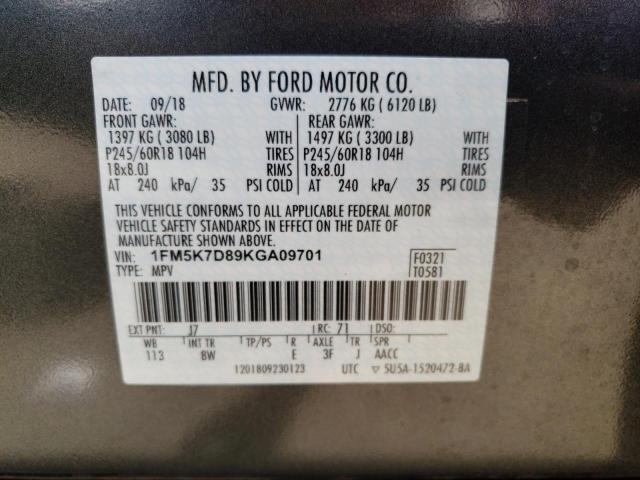 MFD. BY FORD MOTOR CO.
DATE: 09/18 GVWR: 2776 KG ( 6120 LB)
FRONT GAWR: REAR GAWR:
1397 KG ( 3080 LB) WITH 1497 KG ( 3300 LB) WITH
P245/60R18 104H TIRES P245/60R18 104H TIRES
18x8.0J RIMS 18x8.0J RIMS
AT 240 kPa/ 35 PSI COLD AT 240 kPa/ 35 PSI COLD
THIS VEHICLE CONFORMS TO ALL APPLICABLE FEDERAL MOTOR
VEHICLE SAFETY STANDARDS IN EFFECT ON THE DATE OF
MANUFACTURE SHOWN ABOVE.
VIN: 1FM5K7D89KGA09701 F0321
TYPE: MPV T0581
EXT PNT: J7 RC: 71 DSO:
WB INT TR TP/PS R AXLE TR SPR
113 8W E 3F J AACC
1201809230123 UTC ▽ 5U5A-1520472-BA